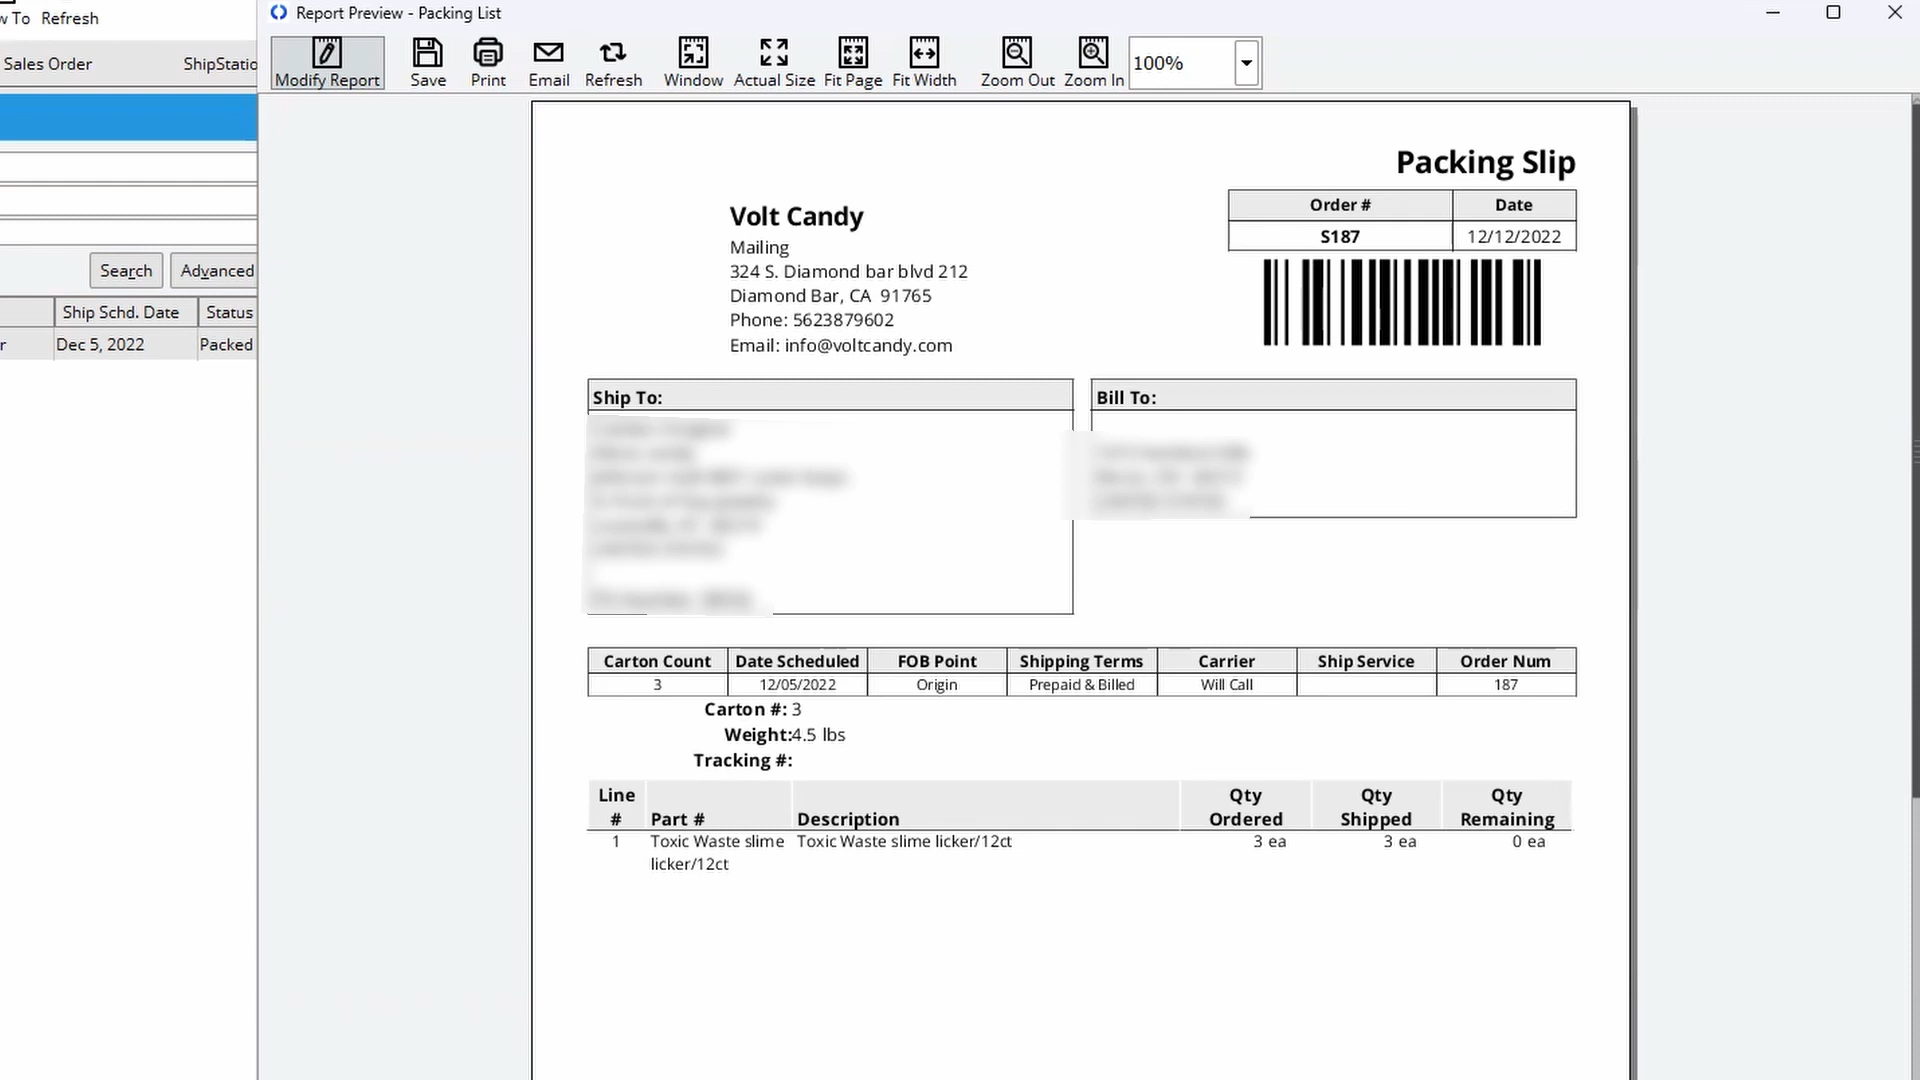 w To Refresh
Sales Order ShipStatio
Search Advanced
Ship Schd. Date Status
r Dec 5, 2022 Packed
Report Preview - Packing List
Modify Report Save Print Email Refresh Window Actual Size Fit Page Fit Width Zoom Out Zoom In 100%
Packing Slip
Order # Date
S187 12/12/2022
Volt Candy
Mailing
324 S. Diamond bar blvd 212
Diamond Bar, CA 91765
Phone: 5623879602
Email: info@voltcandy.com
Ship To:
Bill To:
Carton Count Date Scheduled FOB Point Shipping Terms Carrier Ship Service Order Num
3 12/05/2022 Origin Prepaid & Billed Will Call 187
Carton #: 3
Weight:4.5 lbs
Tracking #:
Line # Part # Description Qty Ordered Qty Shipped Qty Remaining
1 Toxic Waste slime licker/12ct Toxic Waste slime licker/12ct 3 ea 3 ea 0 ea